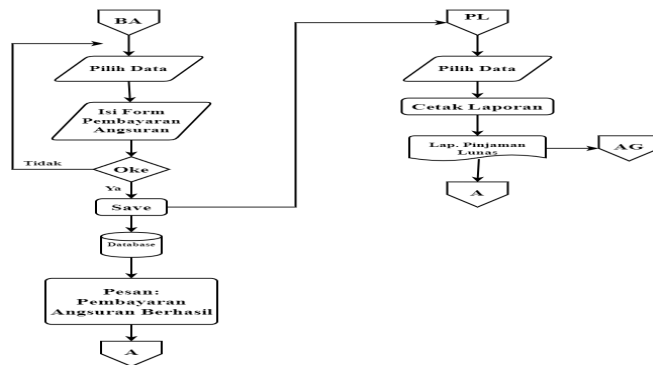 BA
Pilih Data
Isi Form
Pembayaran
Angsuran
Tidak
Oke
Ya
Save
Database
Pesan:
Pembayaran
Angsuran Berhasil
A
PL
Pilih Data
Cetak Laporan
Lap. Pinjaman
Lunas
AG
A